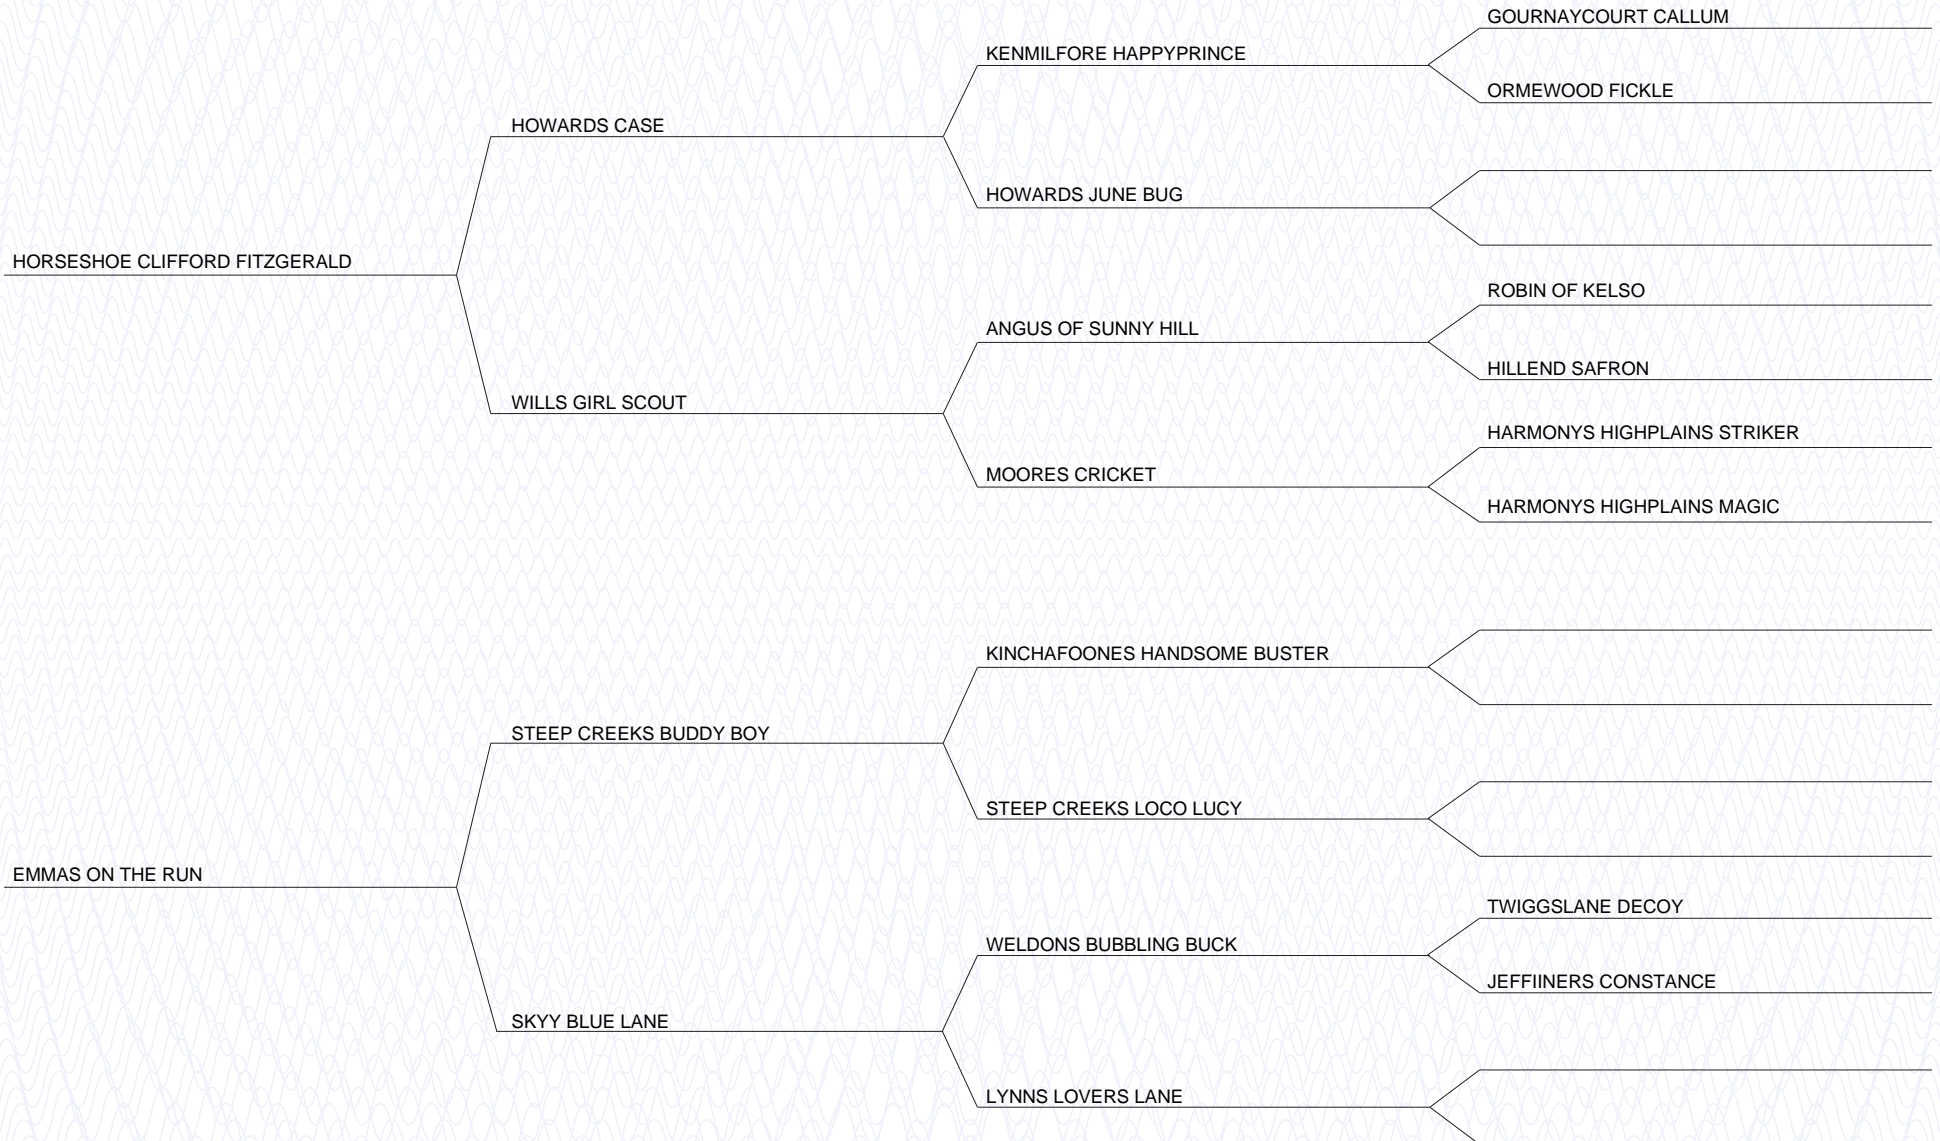 GOURNAYCOURT CALLUM
KENMILFORE HAPPYPRINCE
ORMEWOOD FICKLE
HOWARDS CASE
HOWARDS JUNE BUG
HORSESHOE CLIFFORD FITZGERALD
ROBIN OF KELSO
ANGUS OF SUNNY HILL
HILLEND SAFRON
WILLS GIRL SCOUT
HARMONYS HIGHPLAINS STRIKER
MOORES CRICKET
HARMONYS HIGHPLAINS MAGIC
KINCHAFOONES HANDSOME BUSTER
STEEP CREEKS BUDDY BOY
STEEP CREEKS LOCO LUCY
EMMAS ON THE RUN
TWIGGSLANE DECOY
WELDONS BUBBLING BUCK
JEFFIINERS CONSTANCE
SKYY BLUE LANE
LYNNS LOVERS LANE